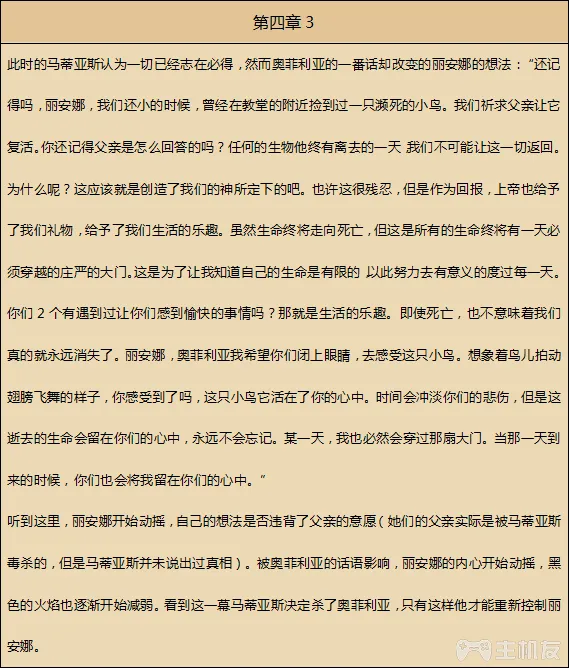 第四章 3
此时的马蒂亚斯认为一切已经志在必得，然而奥菲利亚的一番话却改变的丽安娜的想法：“还记
得吗，丽安娜，我们还小的时候，曾经在教堂的附近捡到过一只濒死的小鸟。我们祈求父亲让它
复活。你还记得父亲是怎么回答的吗？任何的生物他终有离去的一天 我们不可能让这一切返回。
为什么呢？这应该就是创造了我们的神所定下的吧。也许这很残忍，但是作为回报，上帝也给予
了我们礼物，给予了我们生活的乐趣。虽然生命终将走向死亡，但这是所有的生命终将有一天必
须穿越的庄严的大门。这是为了让我知道自己的生命是有限的 以此努力去有意义的度过每一天。
你们 2 个有遇到过让你们感到愉快的事情吗？那就是生活的乐趣。即使死亡，也不意味着我们
真的就永远消失了。丽安娜，奥菲利亚我希望你们闭上眼睛，去感受这只小鸟。想象着鸟儿拍动
翅膀飞舞的样子，你感受到了吗，这只小鸟它活在了你的心中。时间会冲淡你们的悲伤，但是这
逝去的生命会留在你们的心中，永远不会忘记。某一天，我也必然会穿过那扇大门。当那一天到
来的时候，你们也会将我留在你们的心中。”
听到这里，丽安娜开始动摇，自己的想法是否违背了父亲的意愿（她们的父亲实际是被马蒂亚斯
毒杀的，但是马蒂亚斯并未说出过真相）。被奥菲利亚的话语影响，丽安娜的内心开始动摇，黑
色的火焰也逐渐开始减弱。看到这一幕马蒂亚斯决定杀了奥菲利亚，只有这样他才能重新控制丽
安娜。
主机友